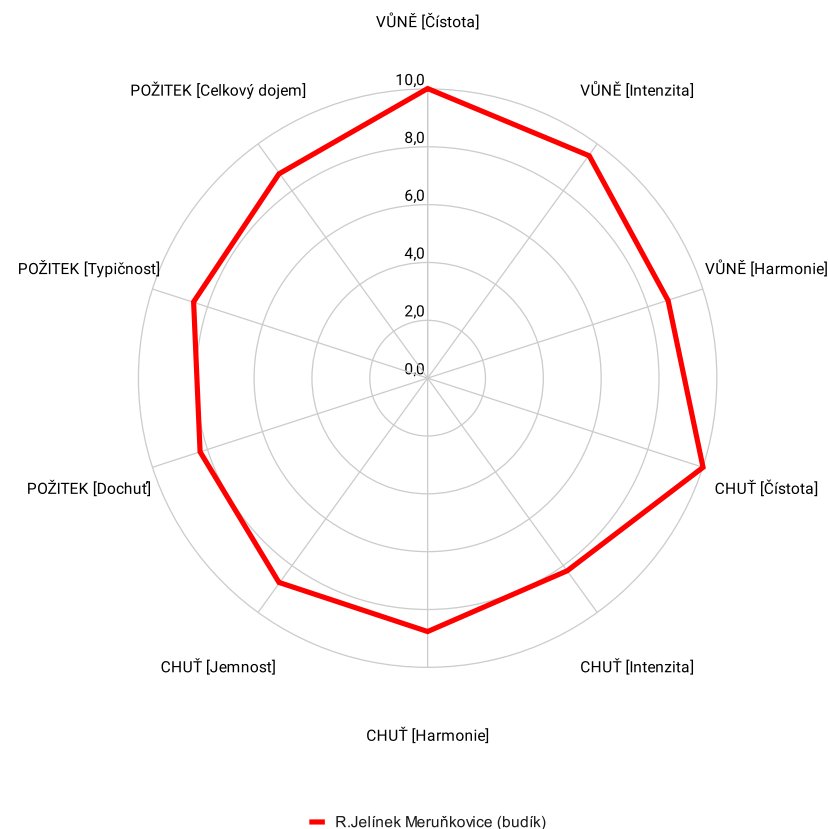 VŮNĚ [Čístota]
POŽITEK [Celkový dojem]
VŮNĚ [Intenzita]
10,0
8,0
6,0
4,0
2,0
0,0
POŽITEK [Typičnost]
VŮNĚ [Harmonie]
POŽITEK [Dochuť]
CHUŤ [Čístota]
CHUŤ [Jemnost]
CHUŤ [Intenzita]
CHUŤ [Harmonie]
R.Jelínek Meruňkovice (budík)